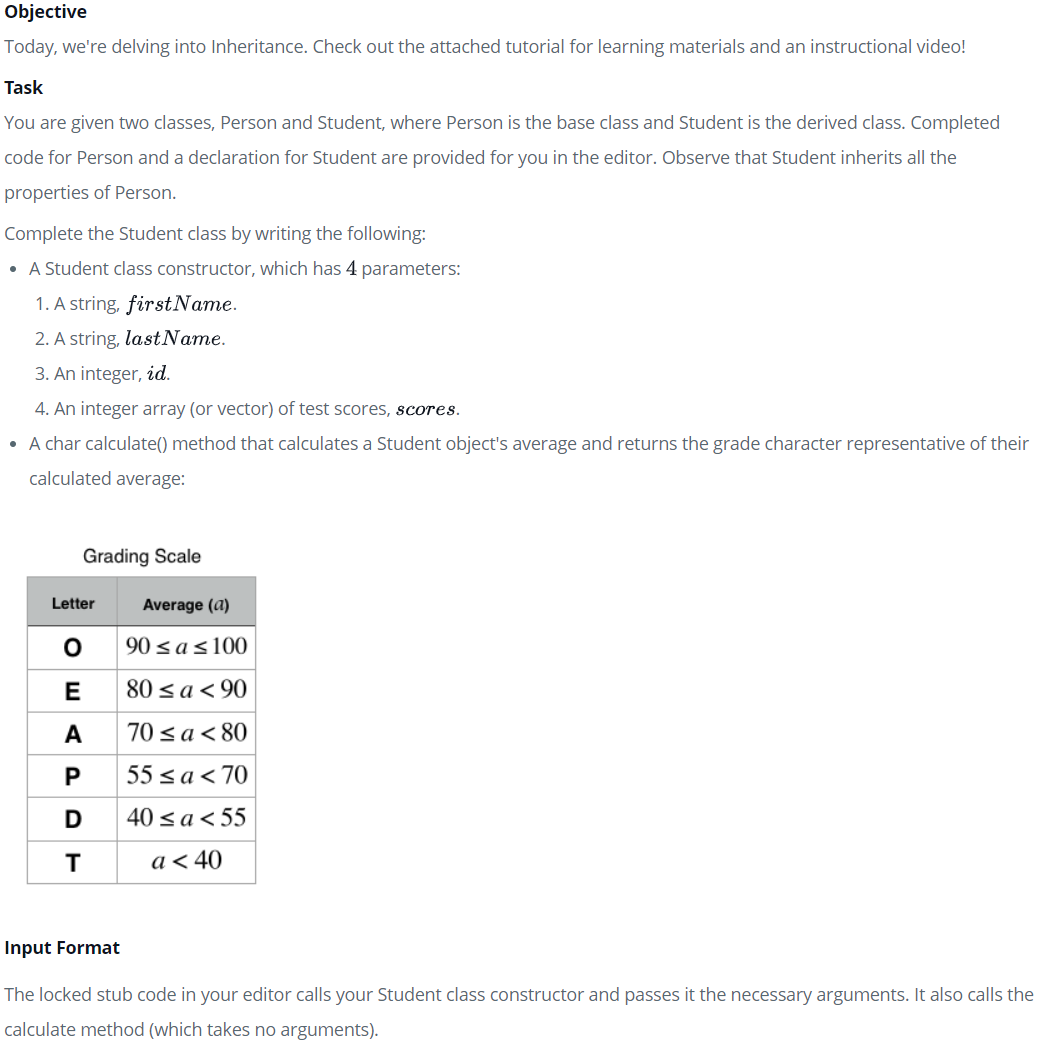 Objective
Today, we're delving into Inheritance. Check out the attached tutorial for learning materials and an instructional video!
Task
You are given two classes, Person and Student, where Person is the base class and Student is the derived class. Completed
code for Person and a declaration for Student are provided for you in the editor. Observe that Student inherits all the
properties of Person.
Complete the Student class by writing the following:
• A Student class constructor, which has 4 parameters:
1. A string, firstName.
2. A string, lastName.
3. An integer, id.
4. An integer array (or vector) of test scores, scores.
• A char calculate() method that calculates a Student object's average and returns the grade character representative of their
calculated average:
Grading Scale
Letter Average (a)
O 90 ≤ a ≤ 100
E 80 ≤ a < 90
A 70 ≤ a < 80
P 55 ≤ a < 70
D 40 ≤ a < 55
T a < 40
Input Format
The locked stub code in your editor calls your Student class constructor and passes it the necessary arguments. It also calls the
calculate method (which takes no arguments).